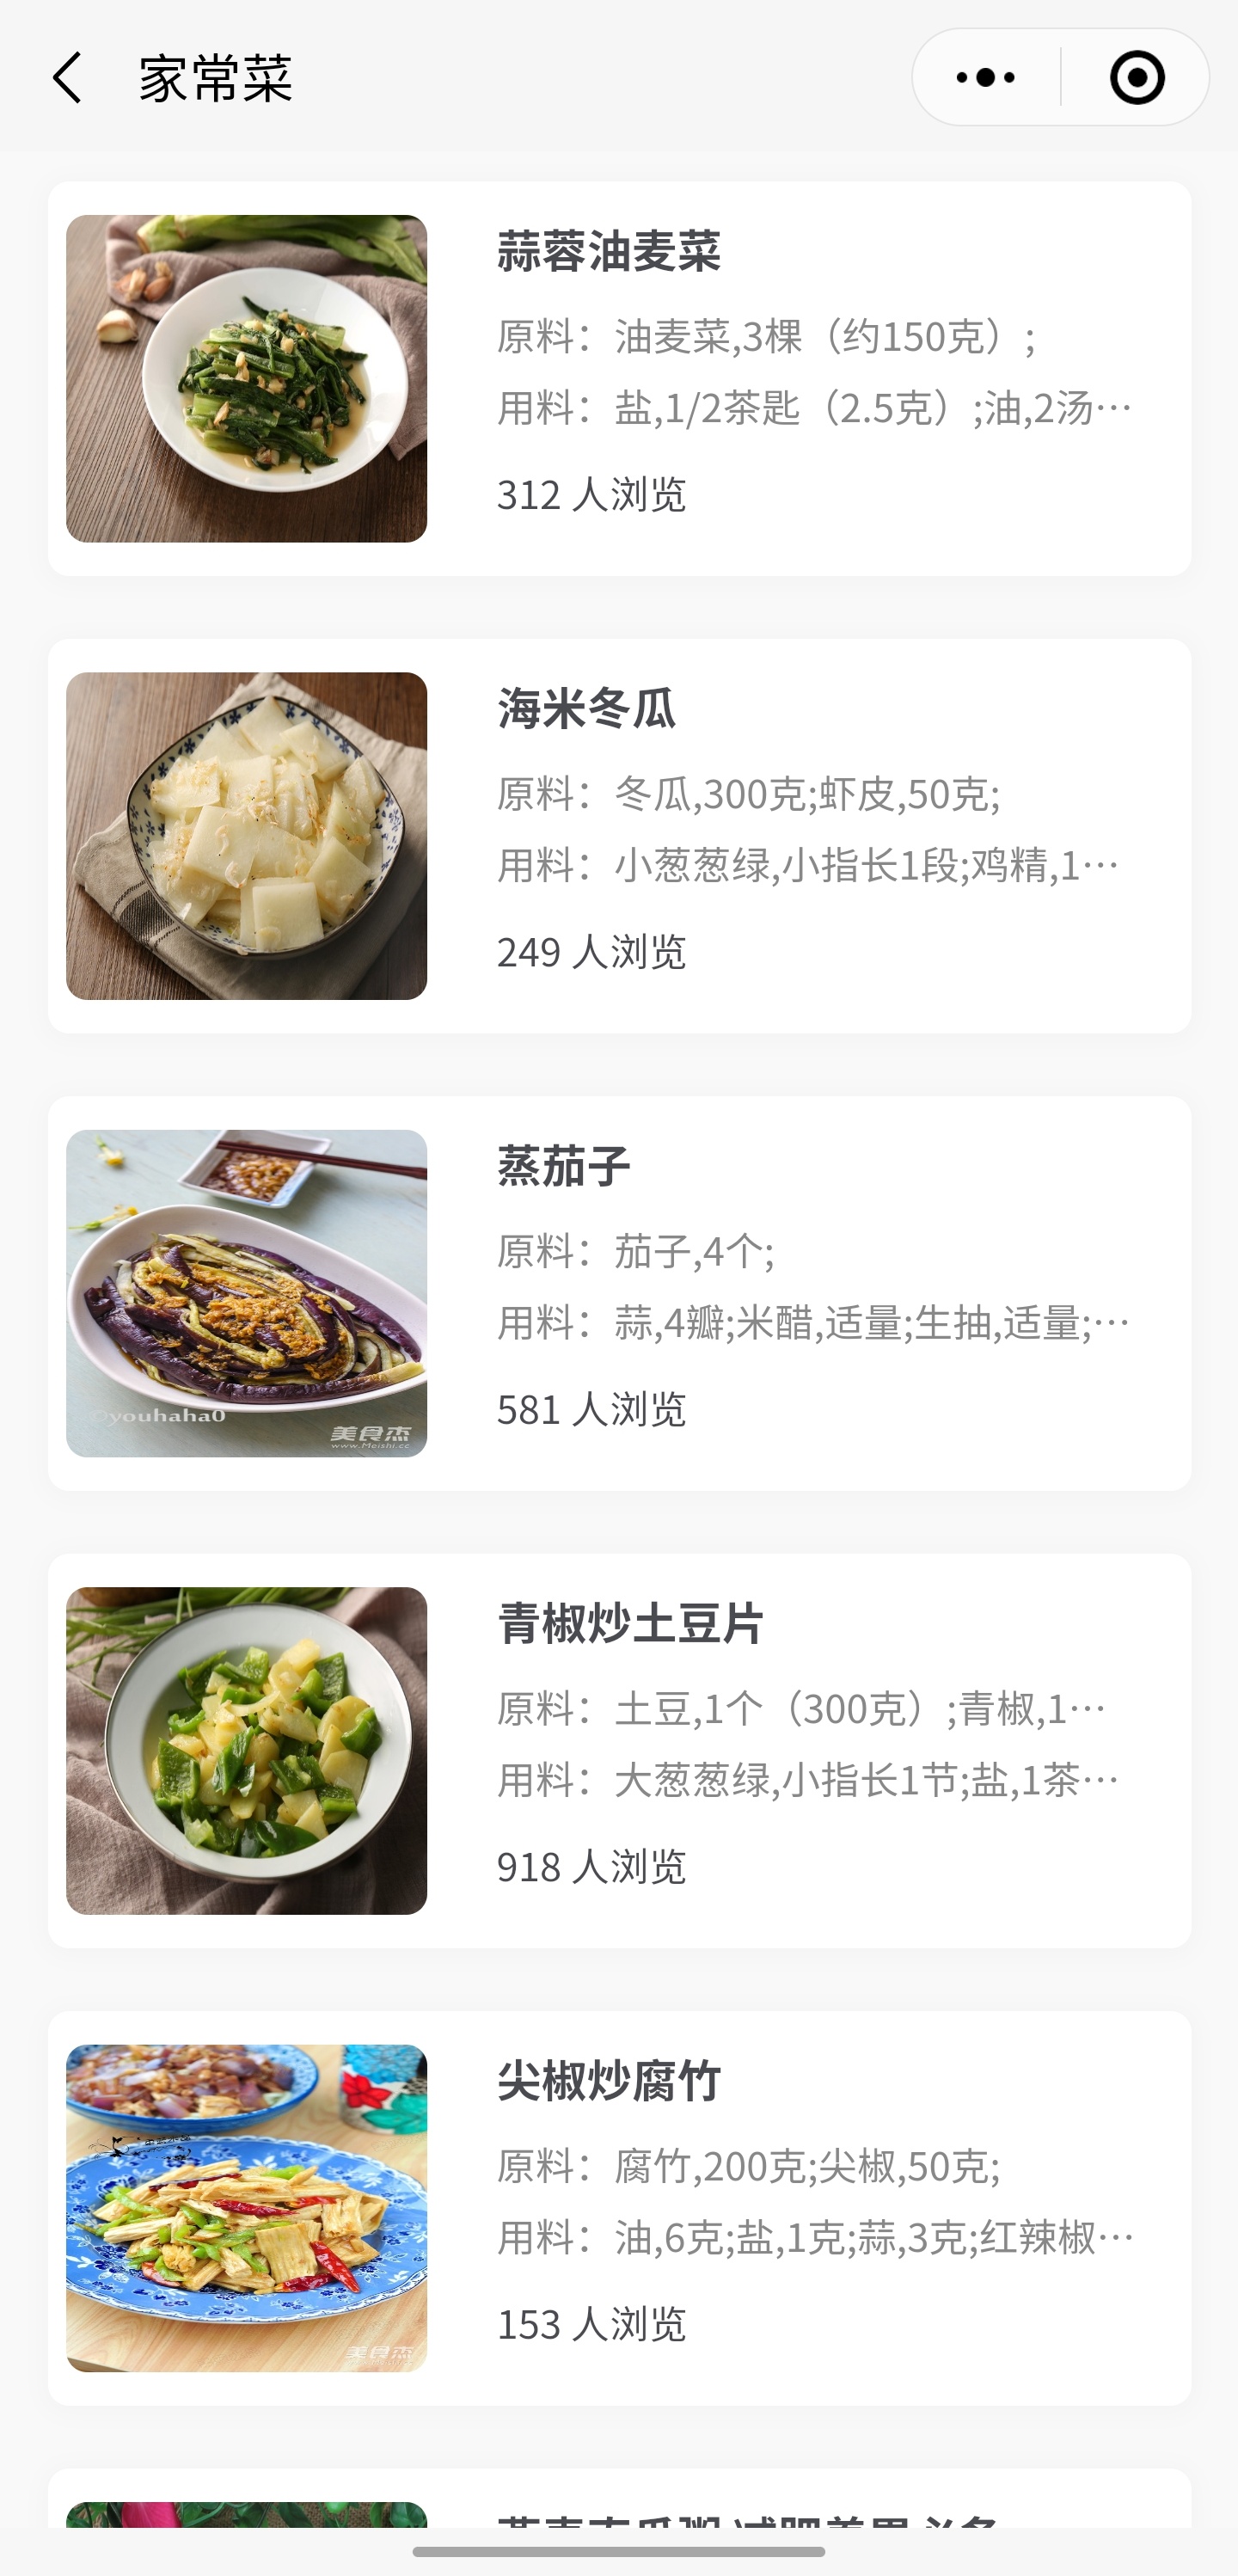 家常菜
蒜蓉油麦菜
原料：油麦菜,3棵（约150克）;
用料：盐,1/2茶匙（2.5克）;油,2汤…
312 人浏览
海米冬瓜
原料：冬瓜,300克;虾皮,50克;
用料：小葱葱绿,小指长1段;鸡精,1…
249 人浏览
蒸茄子
原料：茄子,4个;
用料：蒜,4瓣;米醋,适量;生抽,适量;…
581 人浏览
youhaha0
美食杰
www.Meishi.cc
青椒炒土豆片
原料：土豆,1个（300克）;青椒,1…
用料：大葱葱绿,小指长1节;盐,1茶…
918 人浏览
尖椒炒腐竹
原料：腐竹,200克;尖椒,50克;
用料：油,6克;盐,1克;蒜,3克;红辣椒…
153 人浏览
美食杰